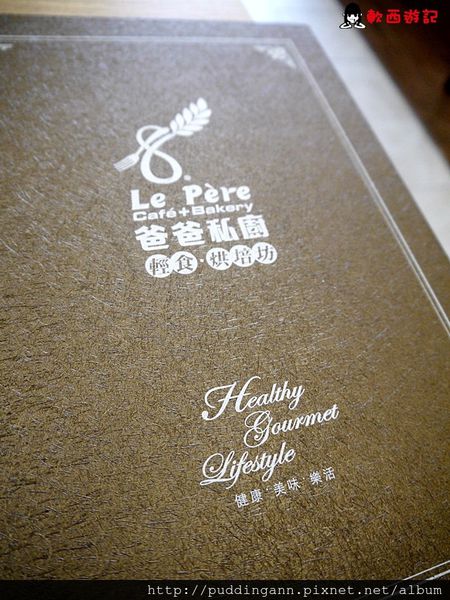 軟西遊記
Le Père
Café+Bakery
爸爸私廚
輕食·烘培坊
Healthy
Gourmet
Lifestyle
健康 美味 樂活
http://puddingann.pixnet.net/album